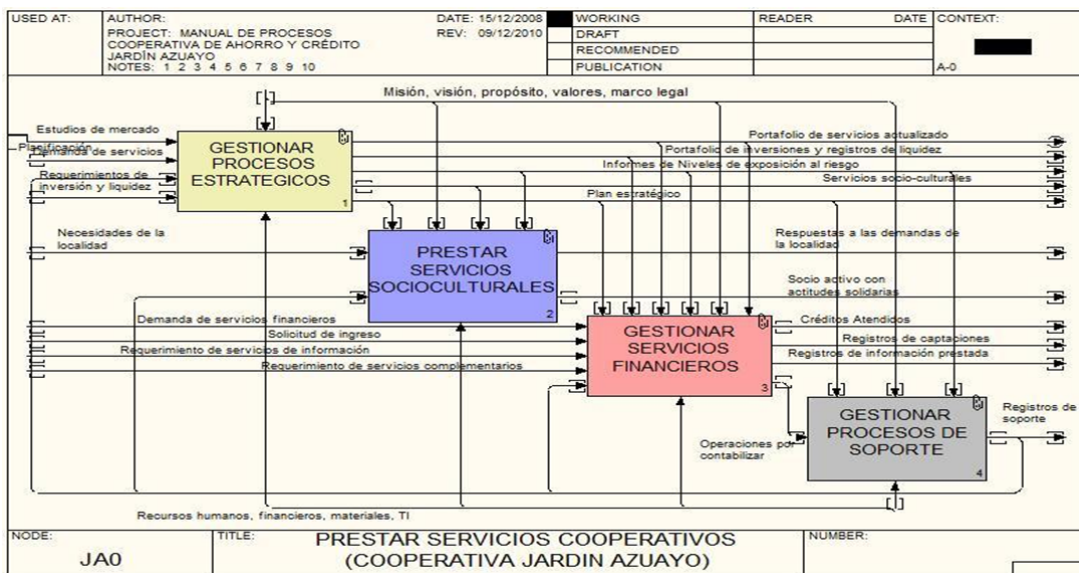 USED AT:
AUTHOR:
DATE: 15/12/2008
WORKING
READER
DATE
CONTEXT:
PROJECT: MANUAL DE PROCESOS
REV: 09/12/2010
DRAFT
COOPERATIVA DE AHORRO Y CRÉDITO
RECOMMENDED
JARDÌN AZUAYO
NOTES: 1 2 3 4 5 6 7 8 9 10
PUBLICATION
A-0
Misión, visión, propósito, valores, marco legal
Estudios de mercado
Planificación
Demanda de servicios
Requerimientos de
inversión y liquidez
GESTIONAR
PROCESOS
ESTRATEGICOS
1
Portafolio de servicios actualizado
Portafolio de inversiones y registros de liquidez
Informes de Niveles de exposición al riesgo
Servicios socio-culturales
Plan estratégico
Necesidades de la
localidad
PRESTAR
SERVICIOS
SOCIOCULTURALES
2
Respuestas a las demandas de
la localidad
Socio activo con
actitudes solidarias
Demanda de servicios financieros
Solicitud de ingreso
Requerimiento de servicios de información
Requerimiento de servicios complementarios
GESTIONAR
SERVICIOS
FINANCIEROS
3
Créditos Atendidos
Registros de captaciones
Registros de información prestada
Operaciones por
contabilizar
GESTIONAR
PROCESOS DE
SOPORTE
4
Registros de
soporte
Recursos humanos, financieros, materiales, TI
NODE:
JA0
TITLE:
PRESTAR SERVICIOS COOPERATIVOS
(COOPERATIVA JARDIN AZUAYO)
NUMBER: